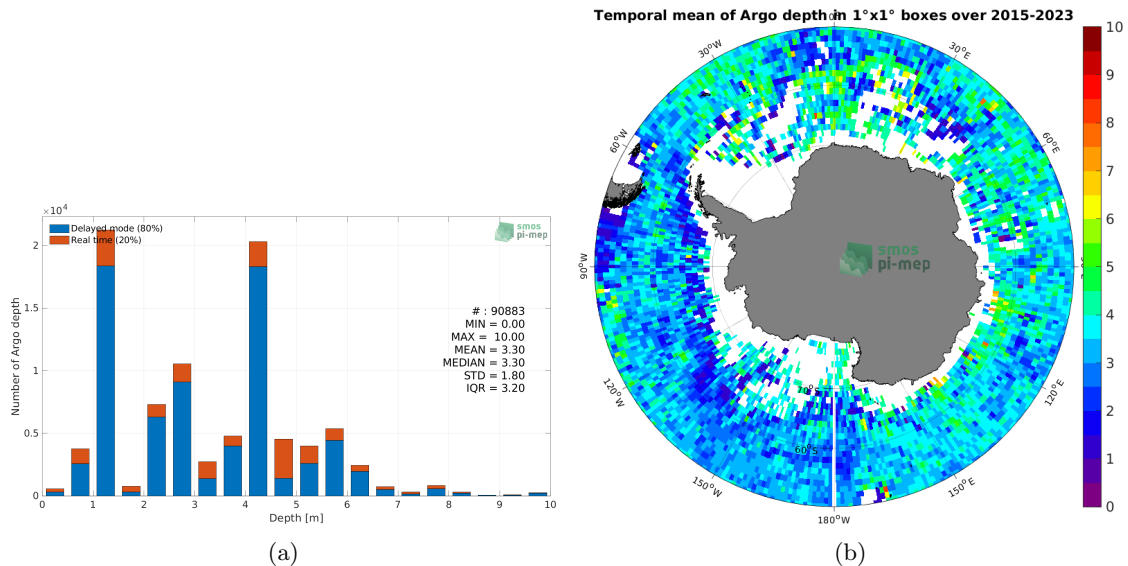 x 10⁴
Delayed mode (80%)
Real time (20%)
smos
pi-mep
2
1.5
1
0.5
0
Number of Argo depth
# : 90883
MIN = 0.00
MAX = 10.00
MEAN = 3.30
MEDIAN = 3.30
STD = 1.80
IQR = 3.20
0 1 2 3 4 5 6 7 8 9 10
Depth [m]
(a)
Temporal mean of Argo depth in 1°x1° boxes over 2015-2023
30°W
30°E
60°W
60°E
90°W
120°W
120°E
150°W
150°E
180°W
70°S
60°S
smos
pi-mep
10
9
8
7
6
5
4
3
2
1
0
(b)